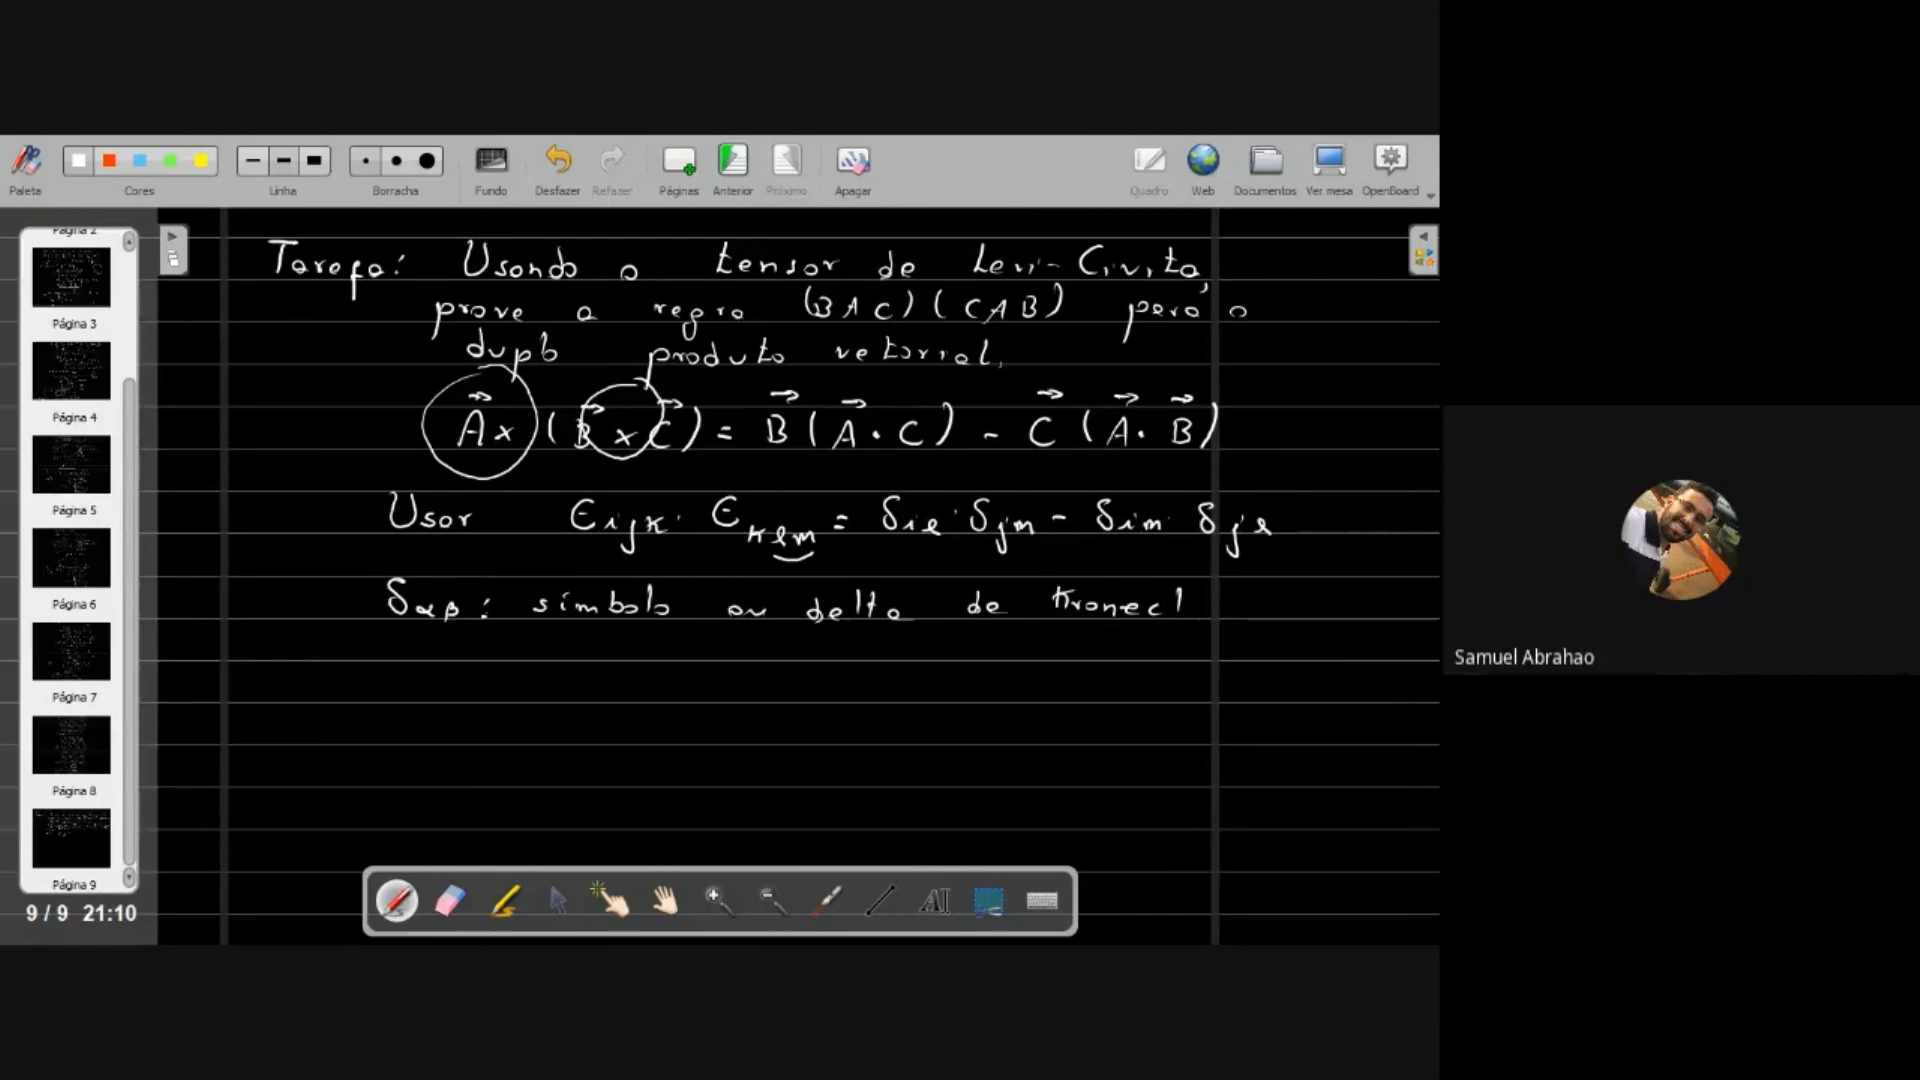 Paleta
Cores
Linha
Borracha
Fundo
Desfazer
Refazer
Páginas
Anterior
Próximo
Apagar
Quadro
Web
Documentos
Ver mesa
OpenBoard
Página 2
Página 3
Página 4
Página 5
Página 6
Página 7
Página 8
Página 9
9 / 9 21:10
Tarefa: Usando o tensor de Levi-Civita,
prove a regra (BAC)(CAB) para o
duplo produto vetorial.
A⃗ × (B⃗ × C⃗) = B⃗ (A⃗ · C) - C⃗ (A⃗ · B⃗)
Usar ϵijk · ϵkℓm = δiℓ · δjm - δim · δjℓ
δαβ : símbolo ou delta de Kronecl
AI
Samuel Abrahao